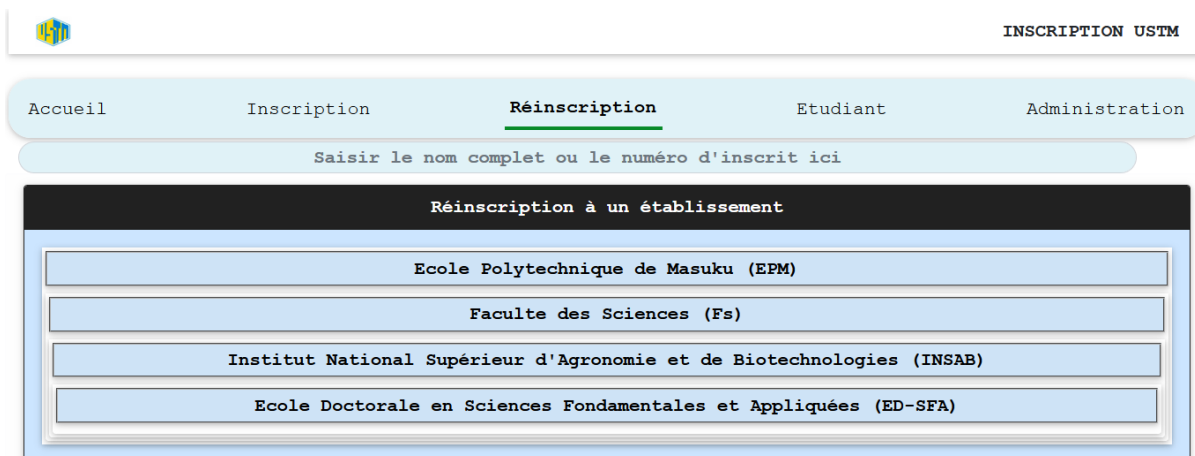 USTM
INSCRIPTION USTM
Accueil Inscription Réinscription Etudiant Administration
Saisir le nom complet ou le numéro d'inscrit ici
Réinscription à un établissement
Ecole Polytechnique de Masuku (EPM)
Faculte des Sciences (Fs)
Institut National Supérieur d'Agronomie et de Biotechnologies (INSAB)
Ecole Doctorale en Sciences Fondamentales et Appliquées (ED-SFA)